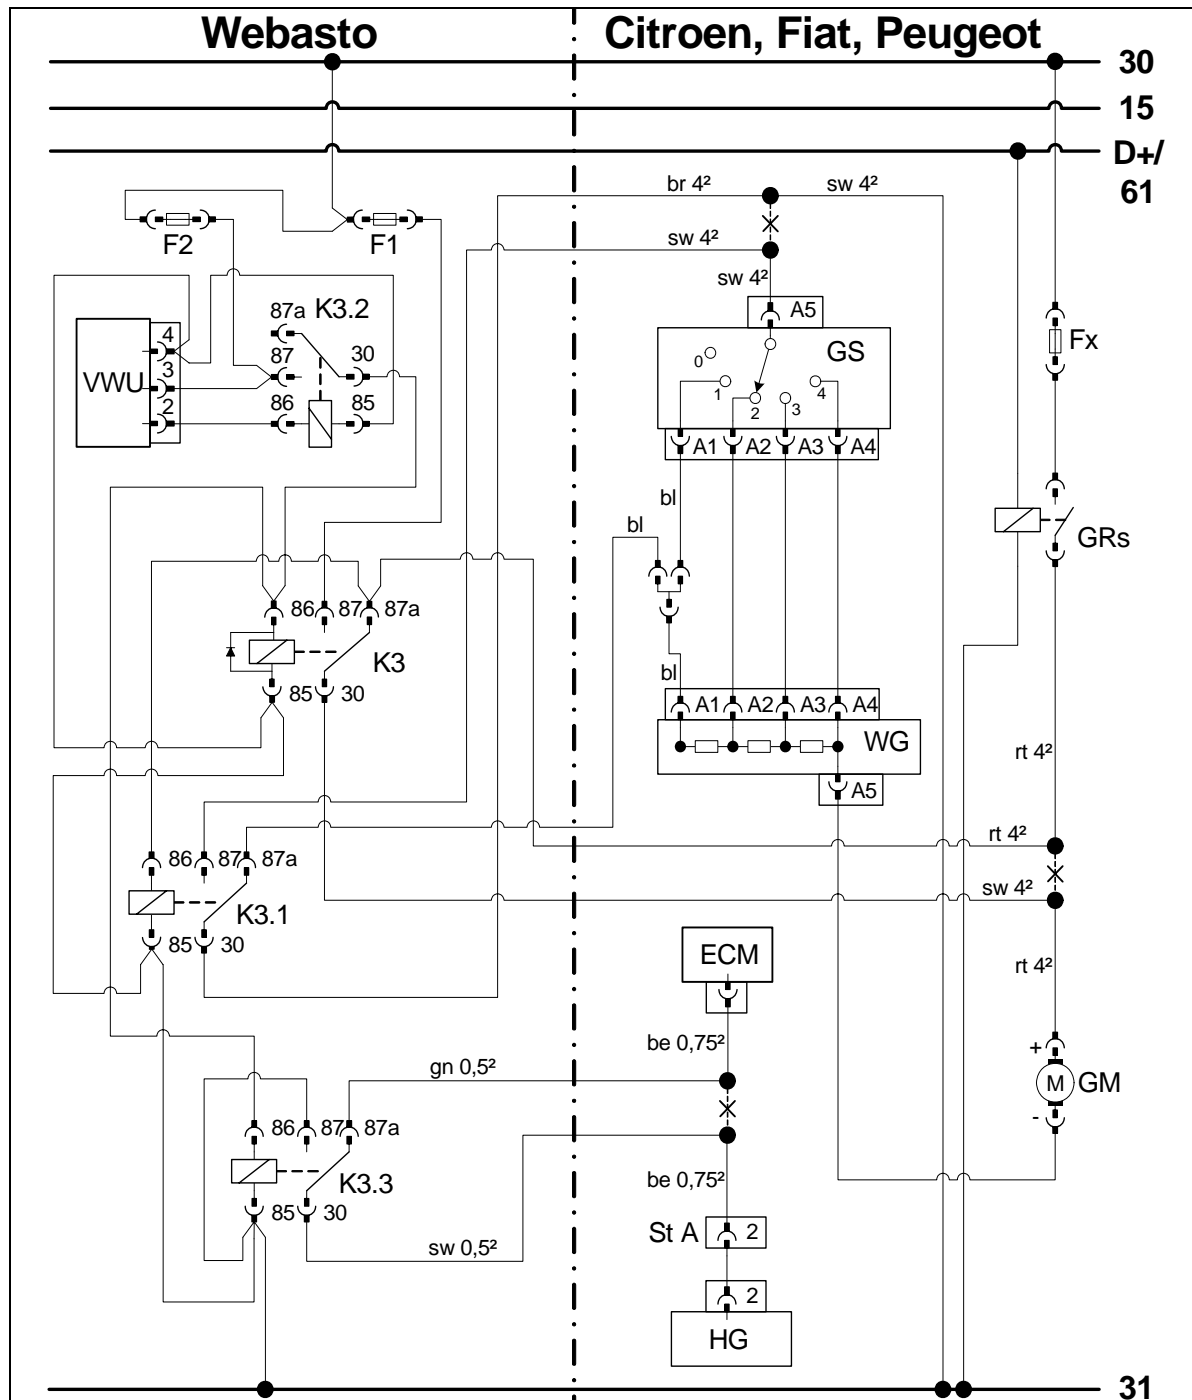 Webasto
Citroen, Fiat, Peugeot
30
15
D+/
61
br 4²
sw 4²
F2
F1
sw 4²
sw 4²
87a
K3.2
A5
VWU
4
3
2
87
30
86
85
GS
0
1
2
3
4
Fx
A1
A2
A3
A4
bl
bl
GRs
86
87
87a
K3
85
30
bl
A1
A2
A3
A4
WG
A5
rt 4²
86
87
87a
rt 4²
sw 4²
K3.1
85
30
ECM
rt 4²
be 0,75²
gn 0,5²
+
M
GM
-
86
87
87a
K3.3
be 0,75²
85
30
St A
2
sw 0,5²
2
HG
31